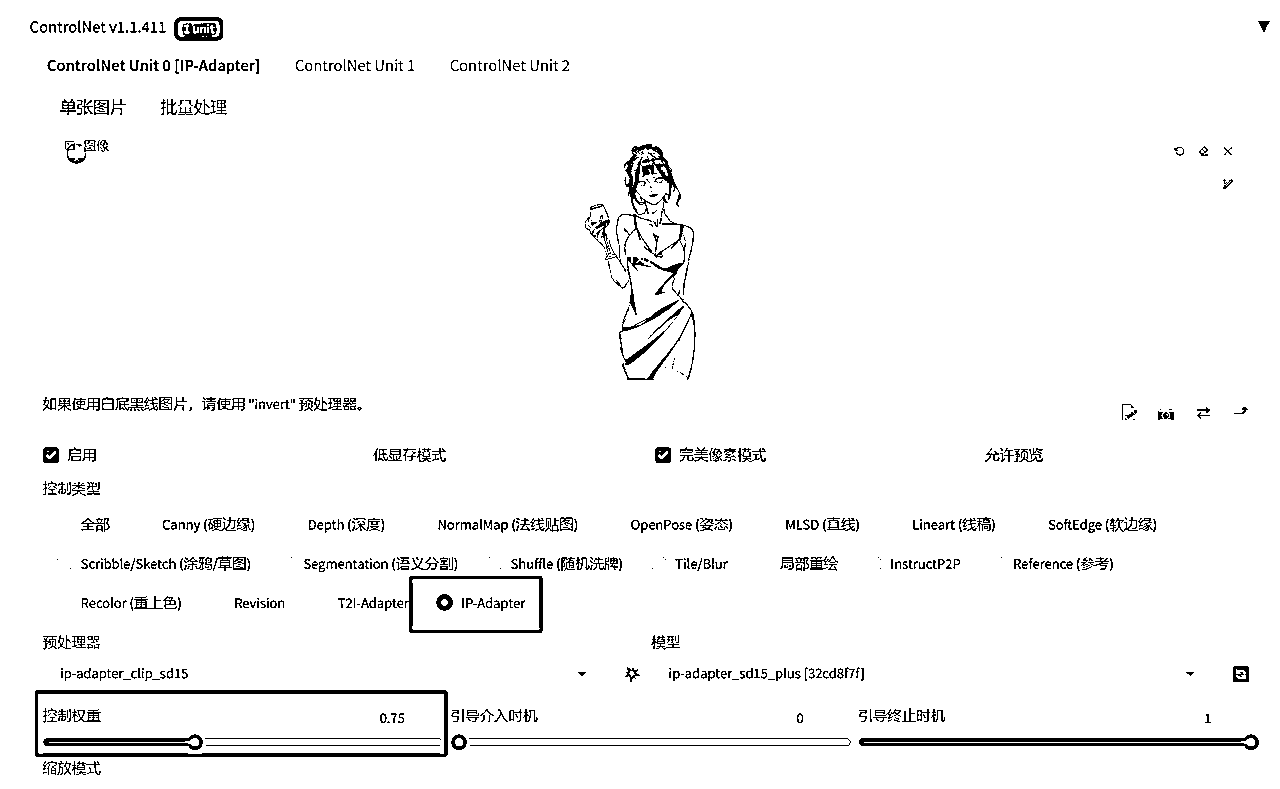 ControlNet v1.1.411 (1 unit)
ControlNet Unit 0 [IP-Adapter] ControlNet Unit 1 ControlNet Unit 2
单张图片 批量处理
图像
如果使用白底黑线图片，请使用 "invert" 预处理器。
启用 低显存模式 完美像素模式 允许预览
控制类型
全部 Canny (硬边缘) Depth (深度) NormalMap (法线贴图) OpenPose (姿态) MLSD (直线) Lineart (线稿) SoftEdge (软边缘)
Scribble/Sketch (涂鸦/草图) Segmentation (语义分割) Shuffle (随机洗牌) Tile/Blur 局部重绘 InstructP2P Reference (参考)
Recolor (重上色) Revision T2I-Adapter IP-Adapter
预处理器 模型
ip-adapter_clip_sd15 ip-adapter_sd15_plus [32cd8f7f]
控制权重 0.75 引导介入时机 0 引导终止时机 1
缩放模式